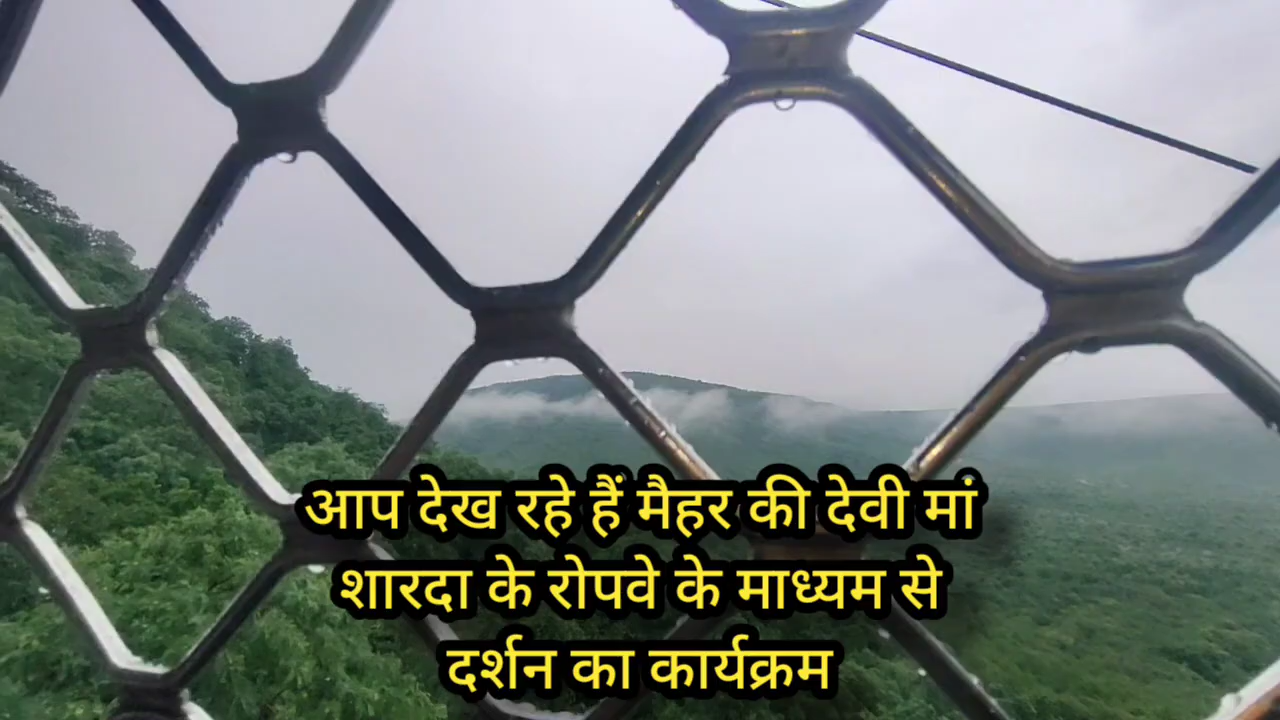 आप देख रहे हैं मैहर की देवी मां
शारदा के रोपवे के माध्यम से
दर्शन का कार्यक्रम